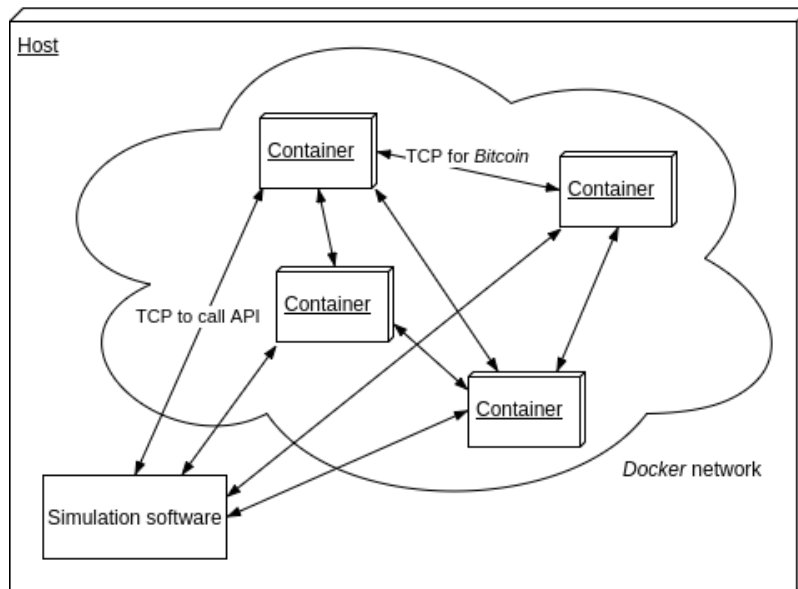 Host
Container
TCP for Bitcoin
Container
Container
TCP to call API
Container
Docker network
Simulation software